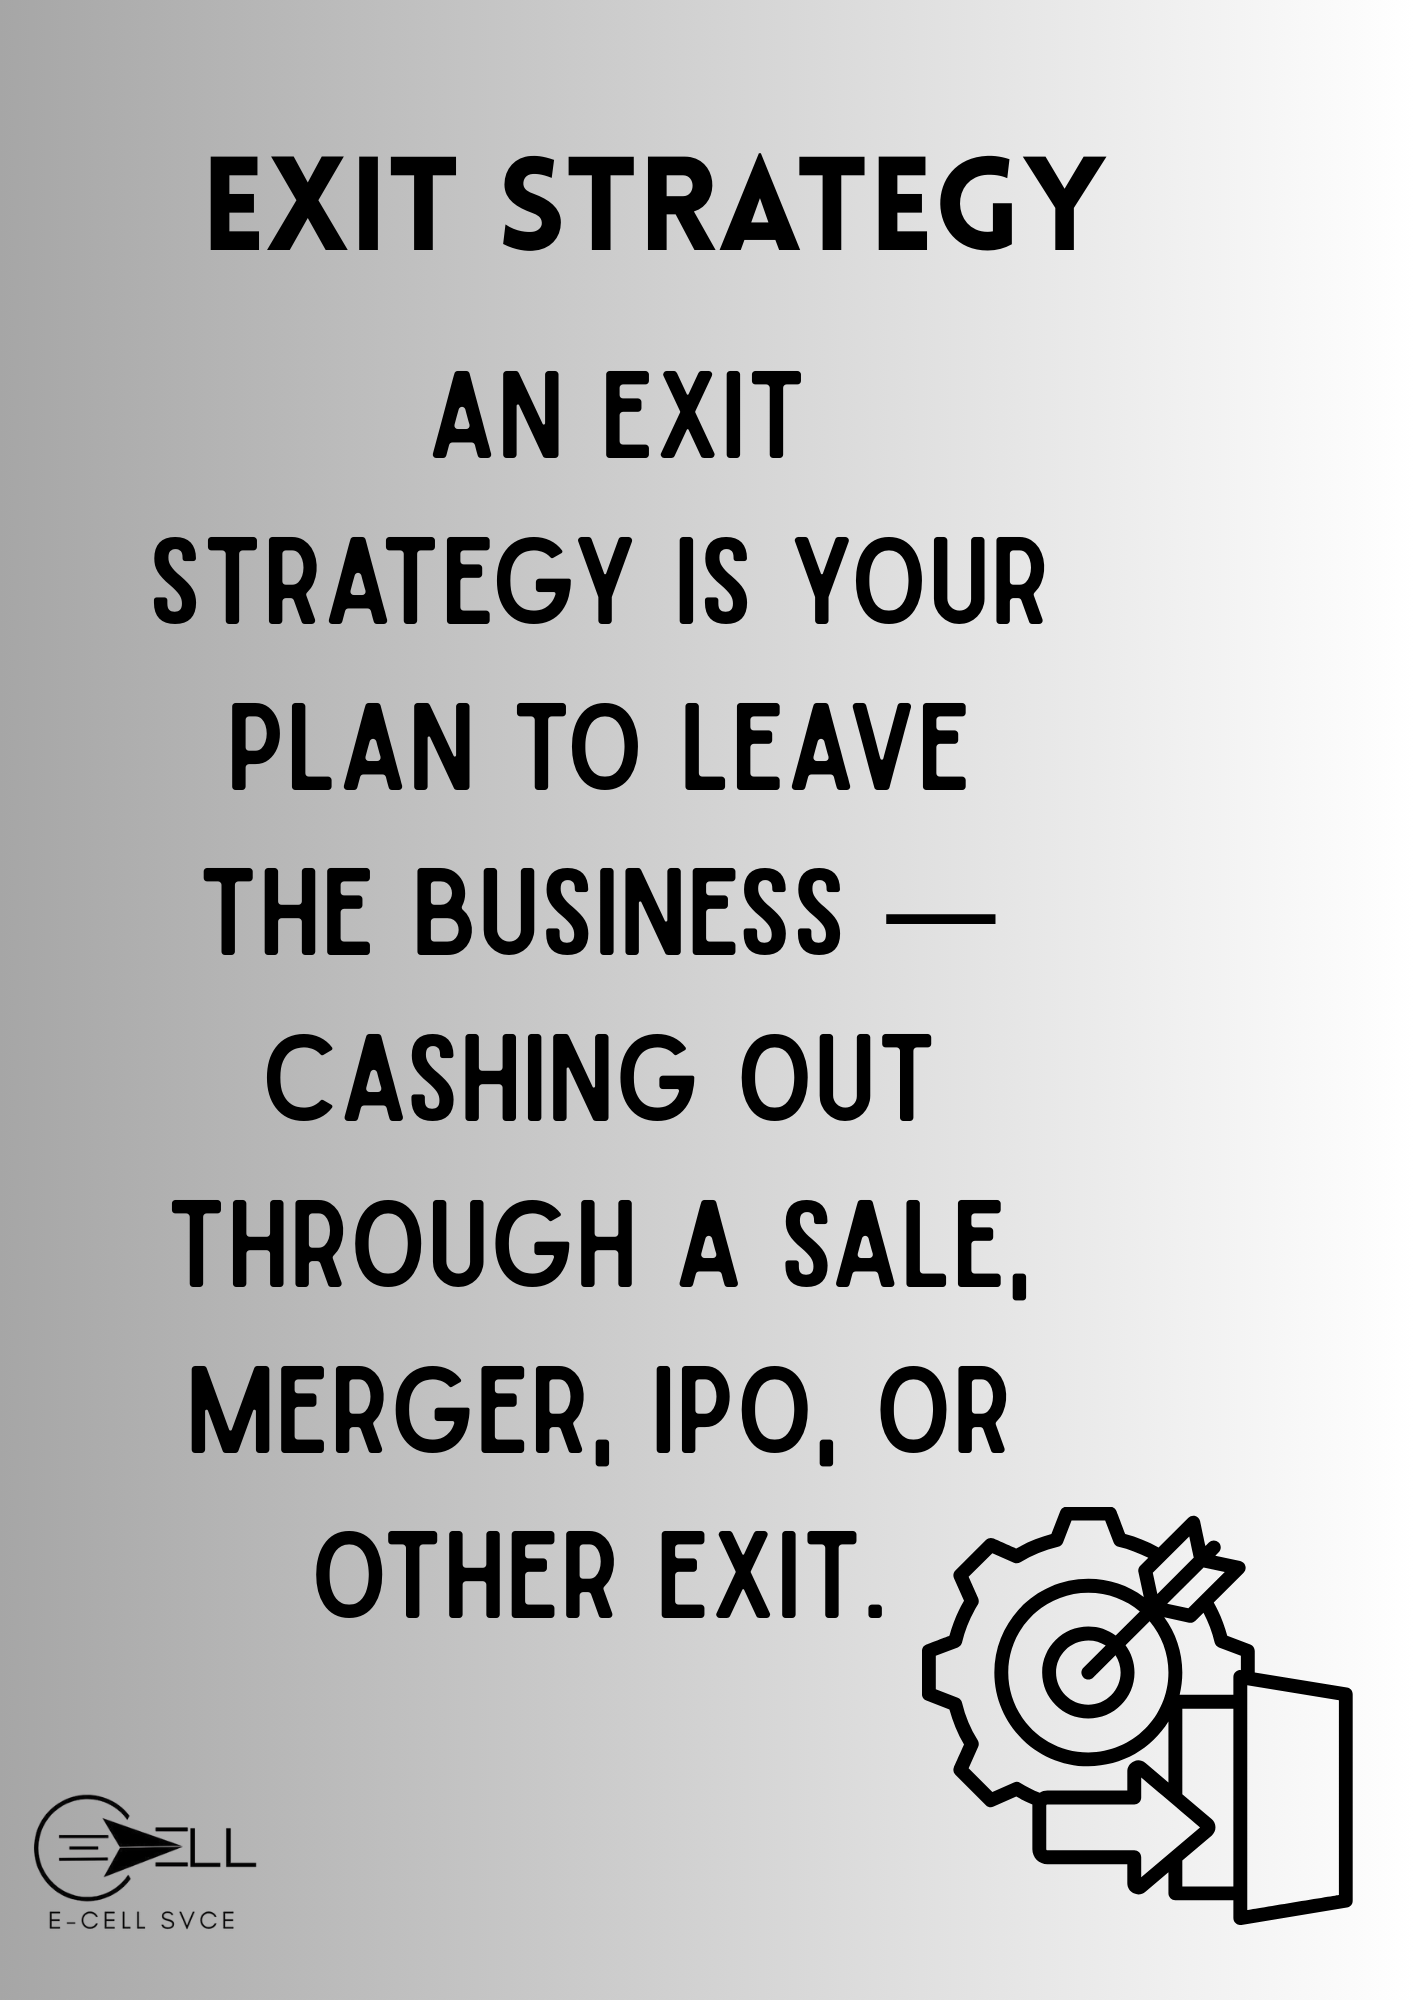 EXIT STRATEGY
AN EXIT
STRATEGY IS YOUR
PLAN TO LEAVE
THE BUSINESS —
CASHING OUT
THROUGH A SALE,
MERGER, IPO, OR
OTHER EXIT.
ECELL
E-CELL SVCE